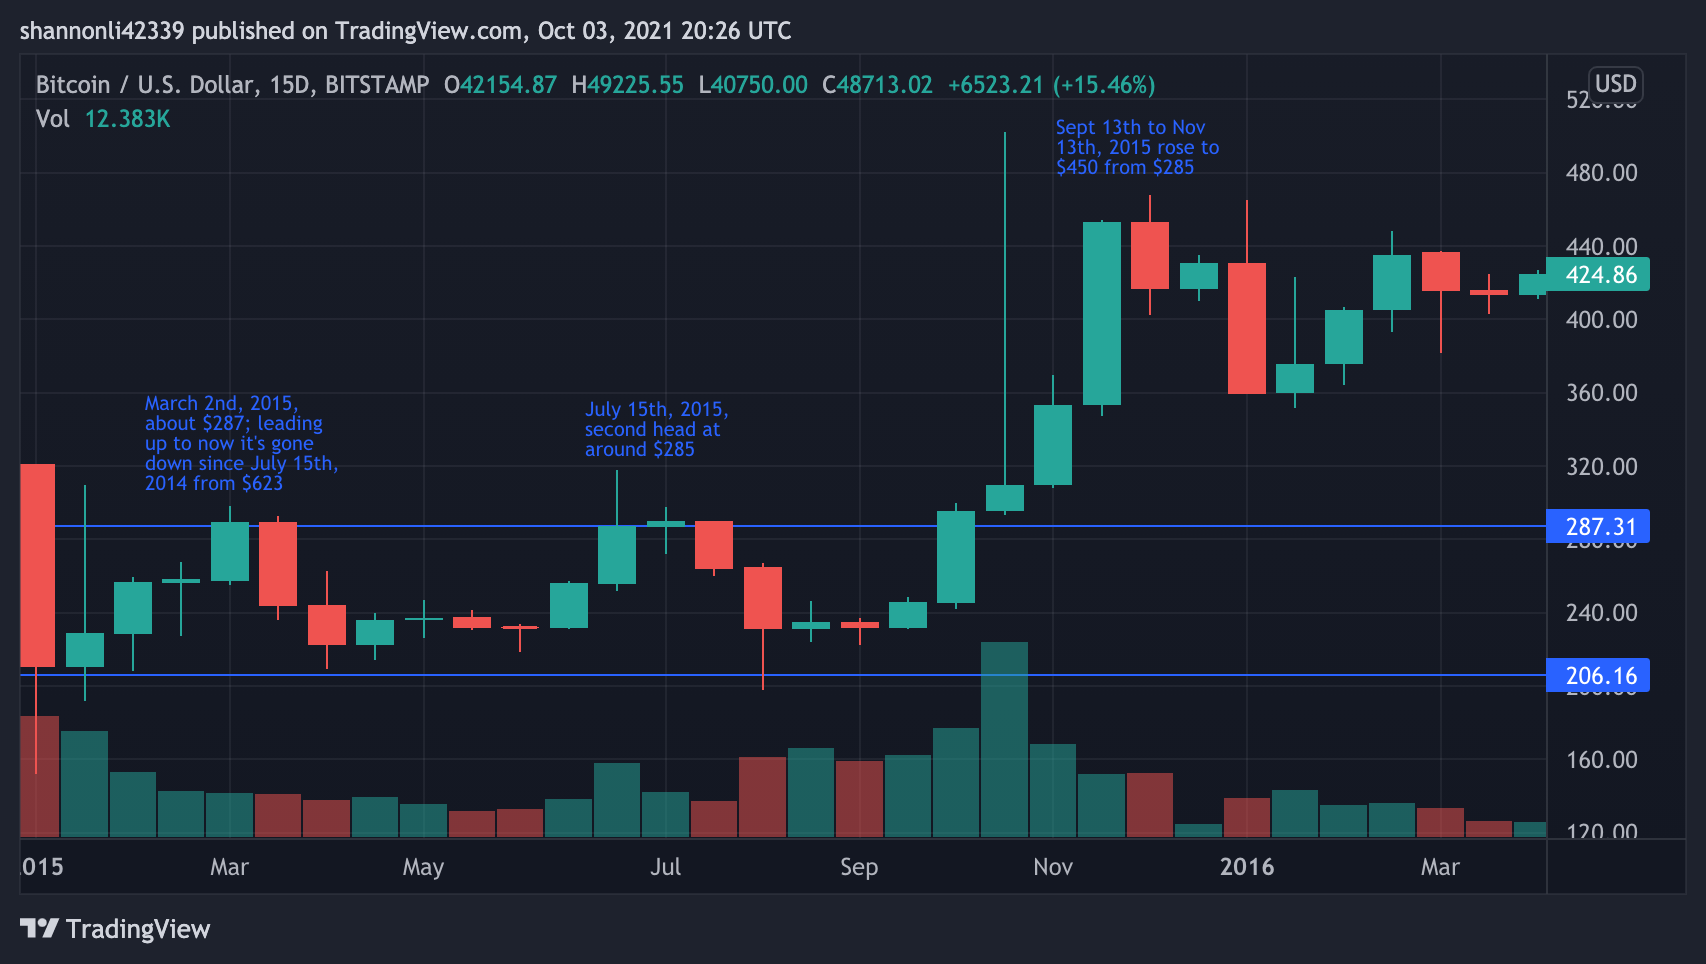 shannonli42339 published on TradingView.com, Oct 03, 2021 20:26 UTC
Bitcoin / U.S. Dollar, 15D, BITSTAMP O42154.87 H49225.55 L40750.00 C48713.02 +6523.21 (+15.46%)
USD
Vol 12.383K
Sept 13th to Nov
13th, 2015 rose to
$450 from $285
480.00
440.00
424.86
400.00
360.00
March 2nd, 2015,
about $287; leading
up to now it's gone
down since July 15th,
2014 from $623
July 15th, 2015,
second head at
around $285
320.00
287.31
240.00
206.16
160.00
120.00
015 Mar May Jul Sep Nov 2016 Mar
TradingView